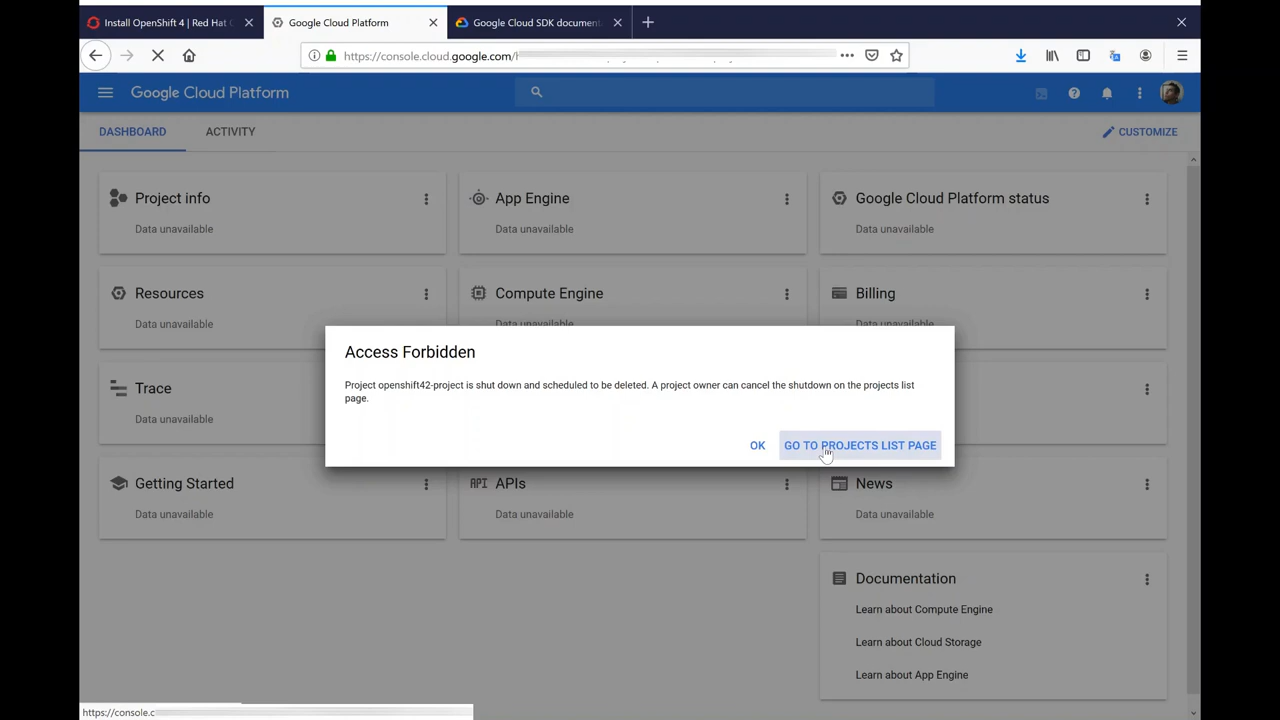 Install OpenShift 4 | Red Hat
Google Cloud Platform
Google Cloud SDK document
https://console.cloud.google.com/
Google Cloud Platform
DASHBOARD
ACTIVITY
CUSTOMIZE
Project info
Data unavailable
App Engine
Data unavailable
Google Cloud Platform status
Data unavailable
Resources
Data unavailable
Compute Engine
Data unavailable
Billing
Data unavailable
Access Forbidden
Project openshift42-project is shut down and scheduled to be deleted. A project owner can cancel the shutdown on the projects list
page.
OK
GO TO PROJECTS LIST PAGE
Trace
Data unavailable
Getting Started
Data unavailable
API
APIs
Data unavailable
News
Data unavailable
Documentation
Learn about Compute Engine
Learn about Cloud Storage
Learn about App Engine
https://console.c